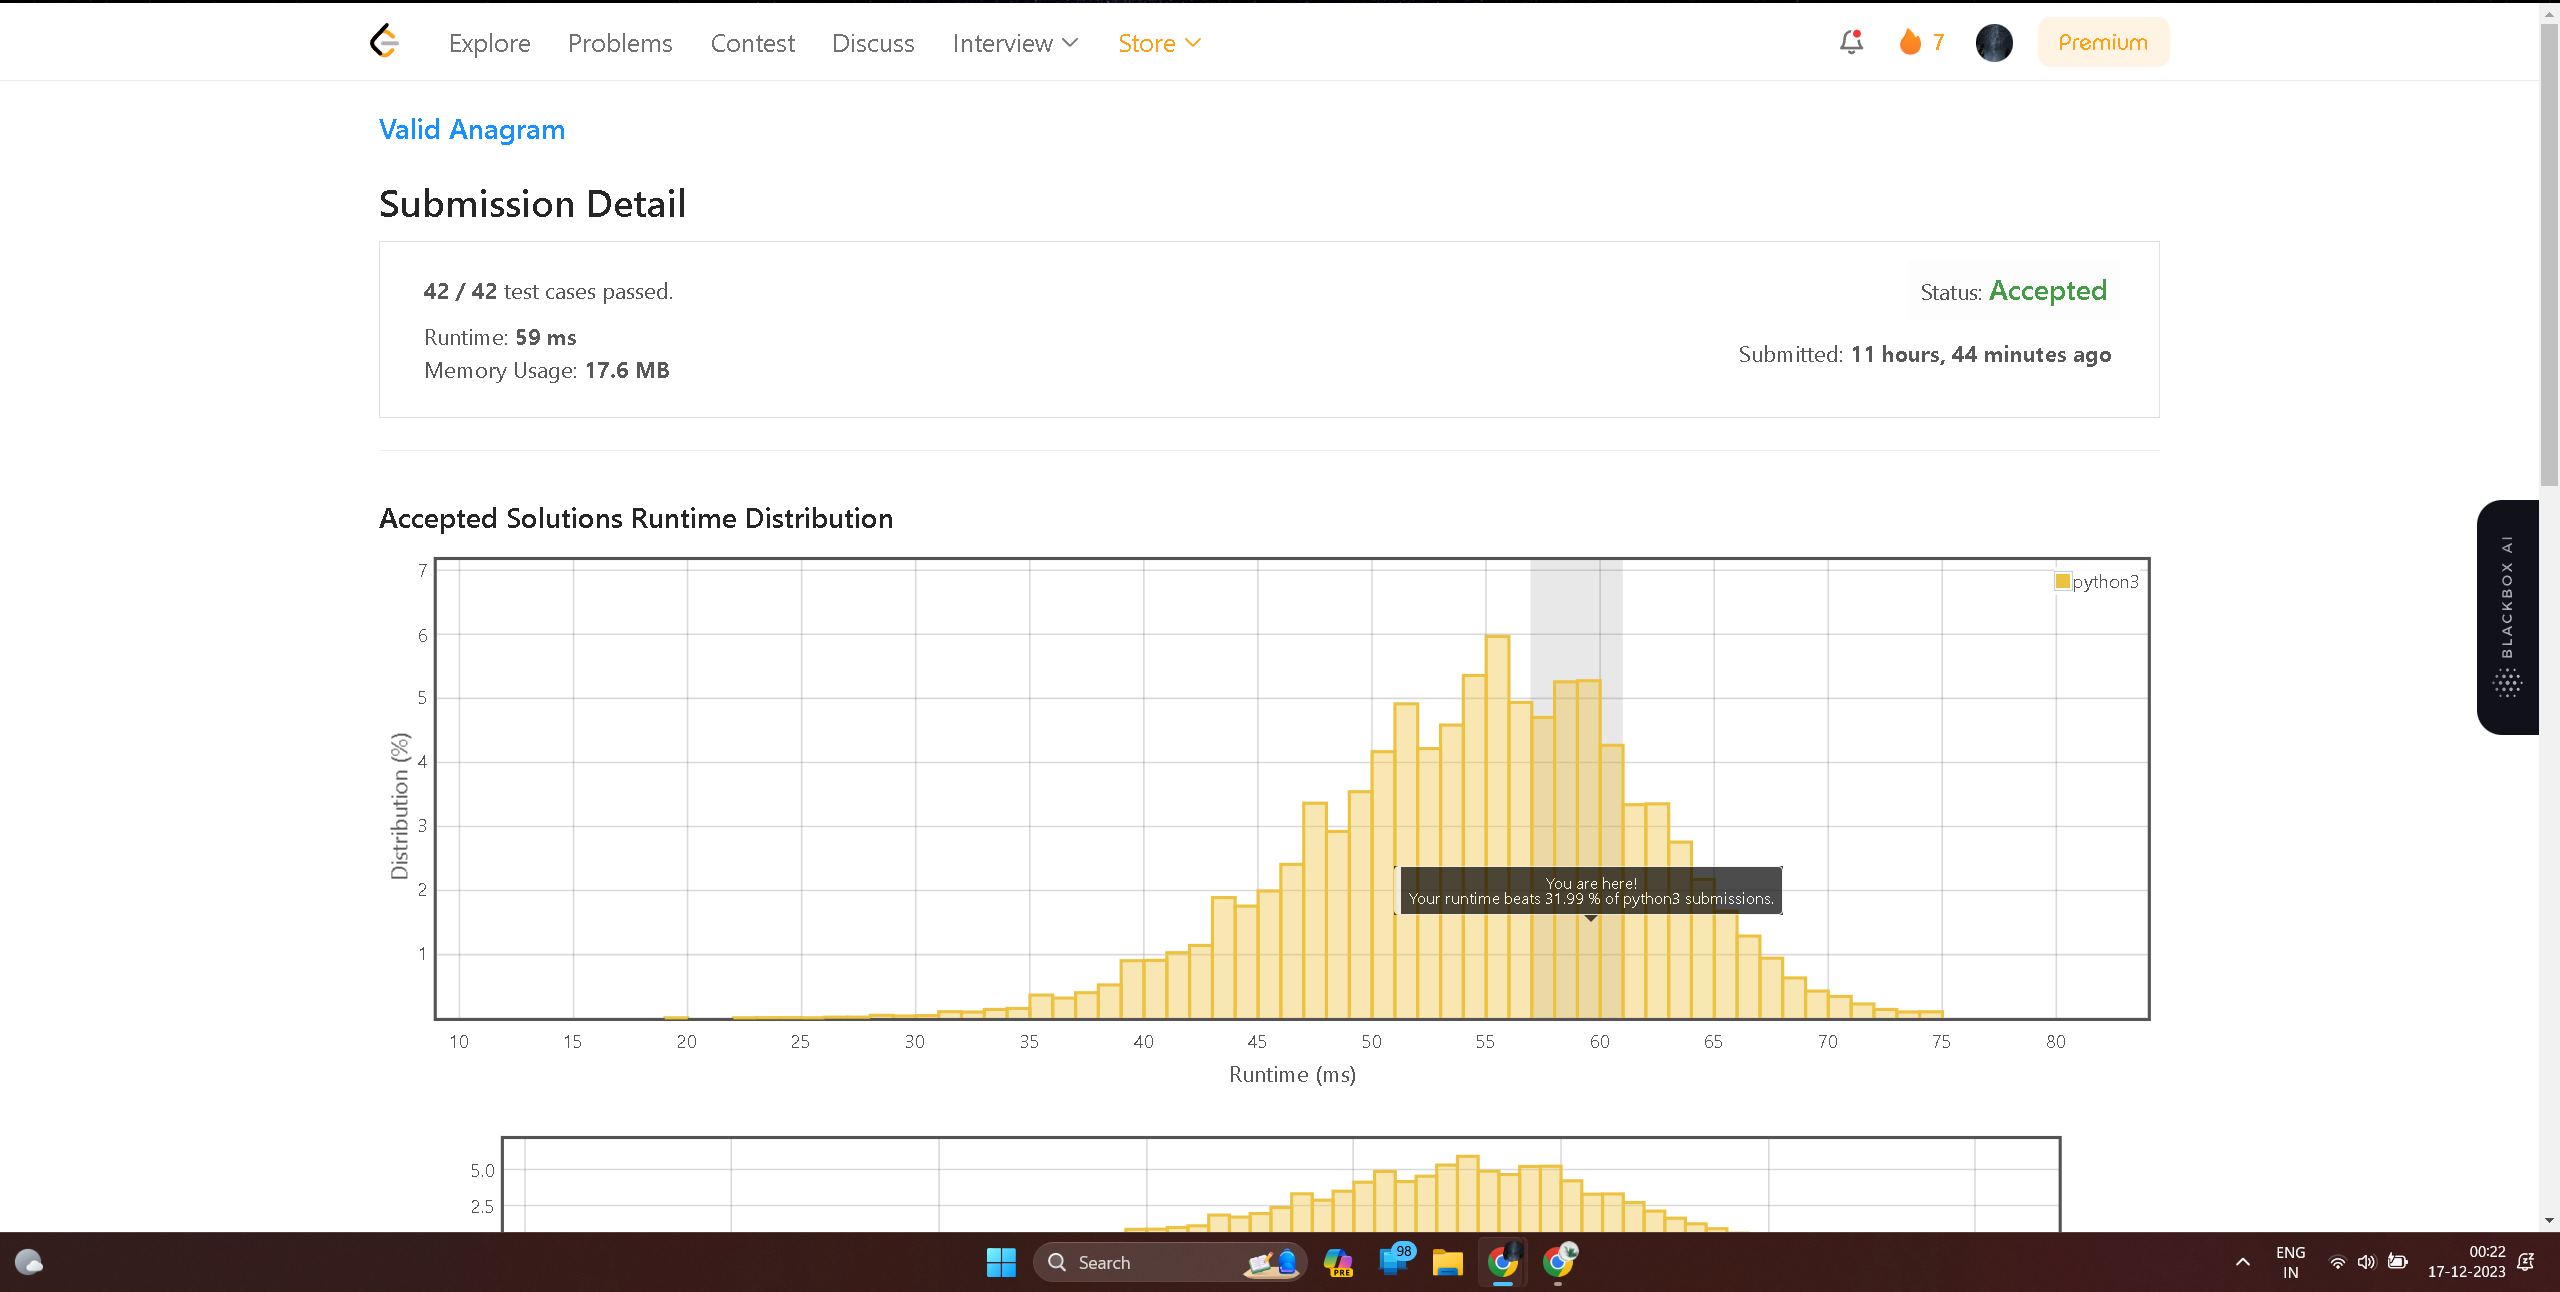 Explore Problems Contest Discuss Interview Store 7 Premium
Valid Anagram
Submission Detail
42 / 42 test cases passed.
Status: Accepted
Runtime: 59 ms
Submitted: 11 hours, 44 minutes ago
Memory Usage: 17.6 MB
Accepted Solutions Runtime Distribution
7
python3
6
5
4
3
2
1
Distribution (%)
You are here!
Your runtime beats 31.99 % of python3 submissions.
10 15 20 25 30 35 40 45 50 55 60 65 70 75 80
Runtime (ms)
5.0
2.5
BLACKBOX AI
Search
PRE
98
ENG
IN
00:22
17-12-2023